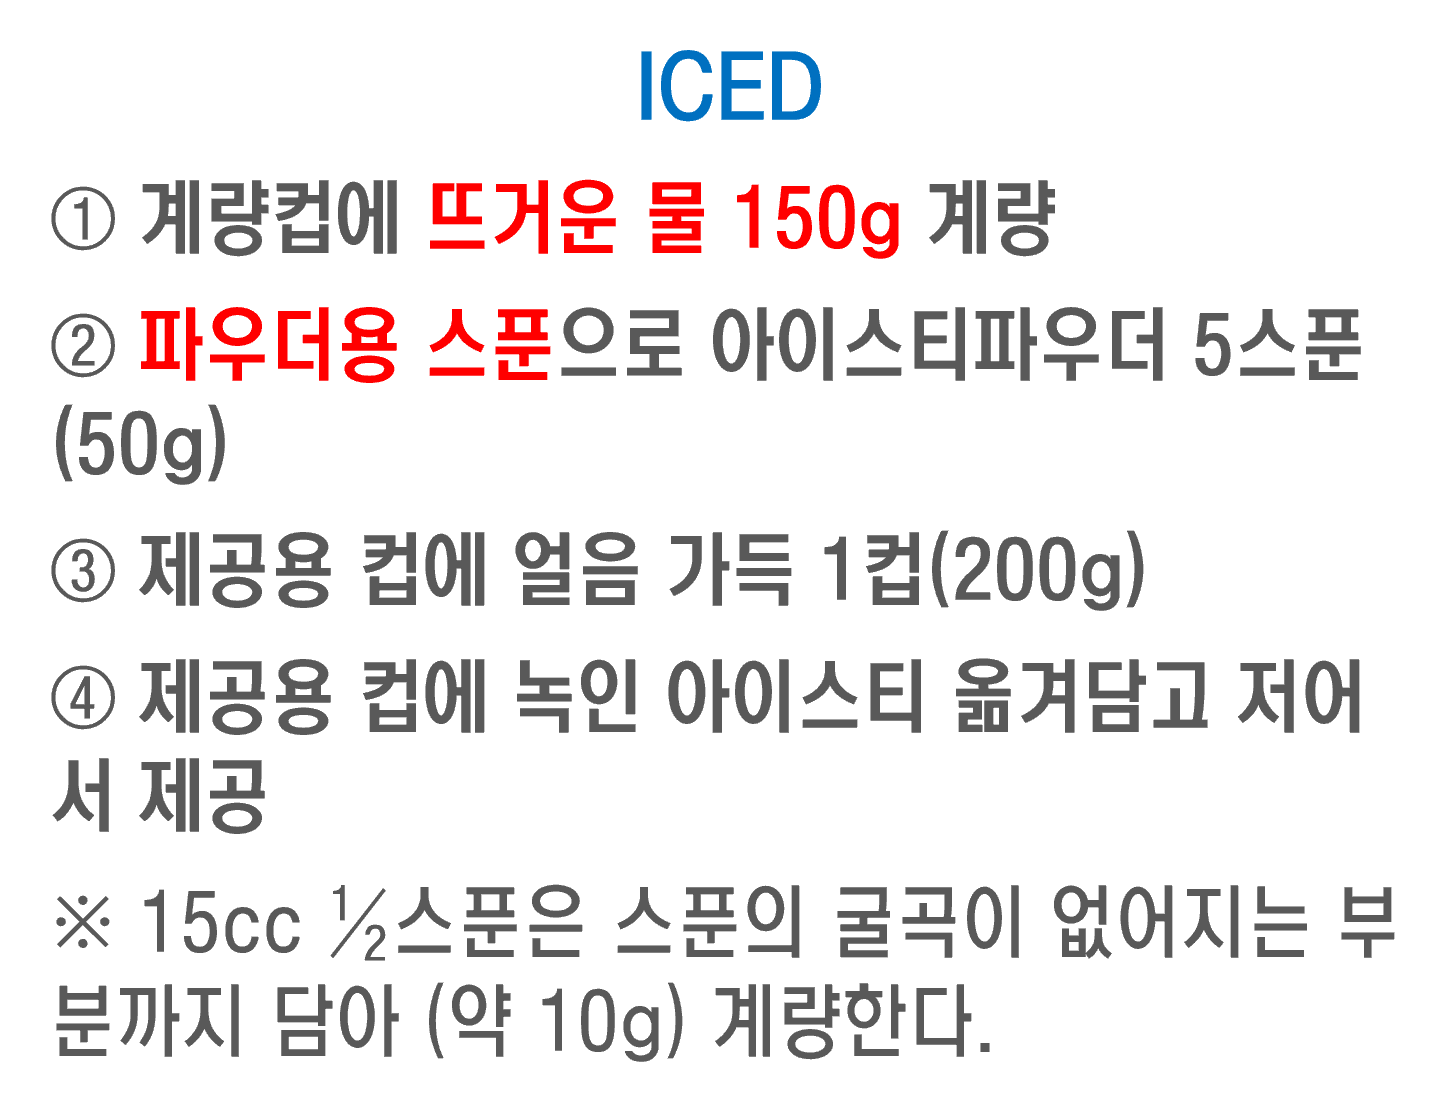 ICED
① 계량컵에 뜨거운 물 150g 계량
② 파우더용 스푼으로 아이스티파우더 5스푼
(50g)
③ 제공용 컵에 얼음 가득 1컵(200g)
④ 제공용 컵에 녹인 아이스티 옮겨담고 저어
서 제공
※ 15cc ½스푼은 스푼의 굴곡이 없어지는 부
분까지 담아 (약 10g) 계량한다.